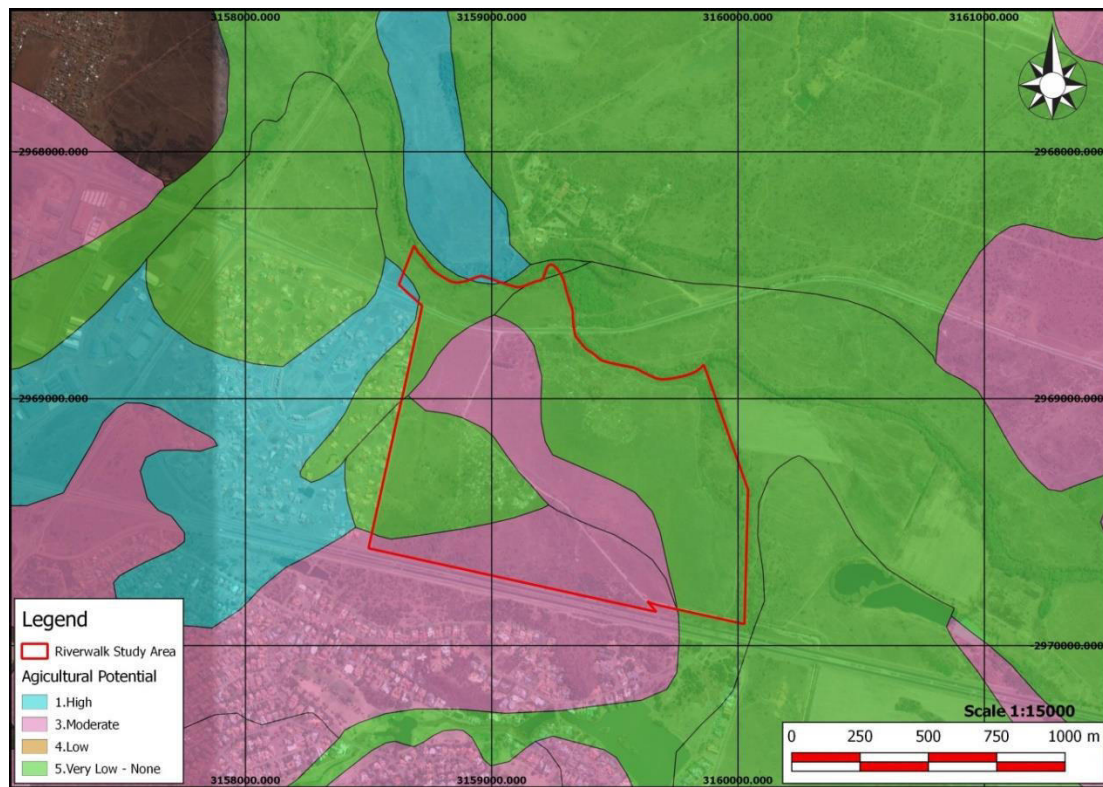 3158000.000 3159000.000 3160000.000 3161000.000
2968000.000 2968000.000
2969000.000 2969000.000
2970000.000 2970000.000
Legend
Riverwalk Study Area
Agicultural Potential
1.High
3.Moderate
4.Low
5.Very Low - None
Scale 1:15000
0 250 500 750 1000 m
3158000.000 3159000.000 3160000.000